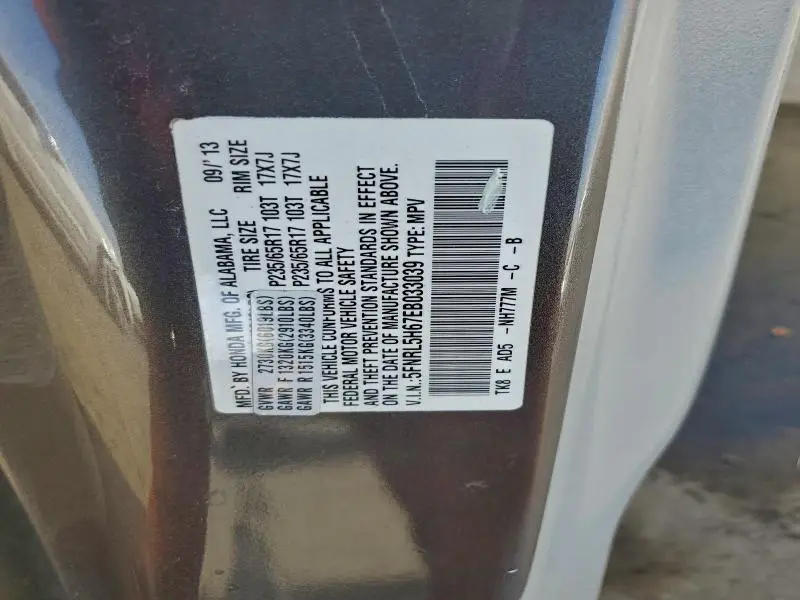 MFD. BY HONDA MFG. OF ALABAMA, LLC 09/'13
GVWR 2730KG(6019LBS) TIRE SIZE RIM SIZE
GAWR F 1320KG(2910LBS) P235/65R17 103T 17X7J
GAWR R 1515KG(3340LBS) P235/65R17 103T 17X7J
THIS VEHICLE CONFORMS TO ALL APPLICABLE
FEDERAL MOTOR VEHICLE SAFETY
AND THEFT PREVENTION STANDARDS IN EFFECT
ON THE DATE OF MANUFACTURE SHOWN ABOVE.
V.I.N.:5FNRL5H67EB033039 TYPE: MPV
TK8 E AD5 -NH777M -C -B